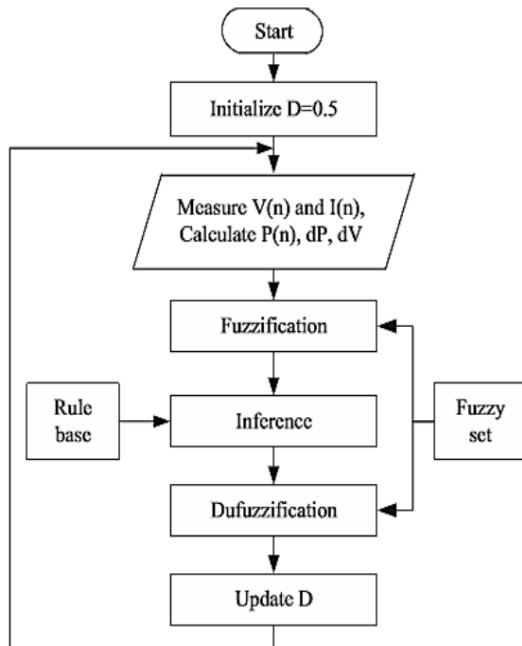 Start
Initialize D=0.5
Measure V(n) and I(n),
Calculate P(n), dP, dV
Fuzzification
Rule
base
Inference
Fuzzy
set
Dufuzzification
Update D